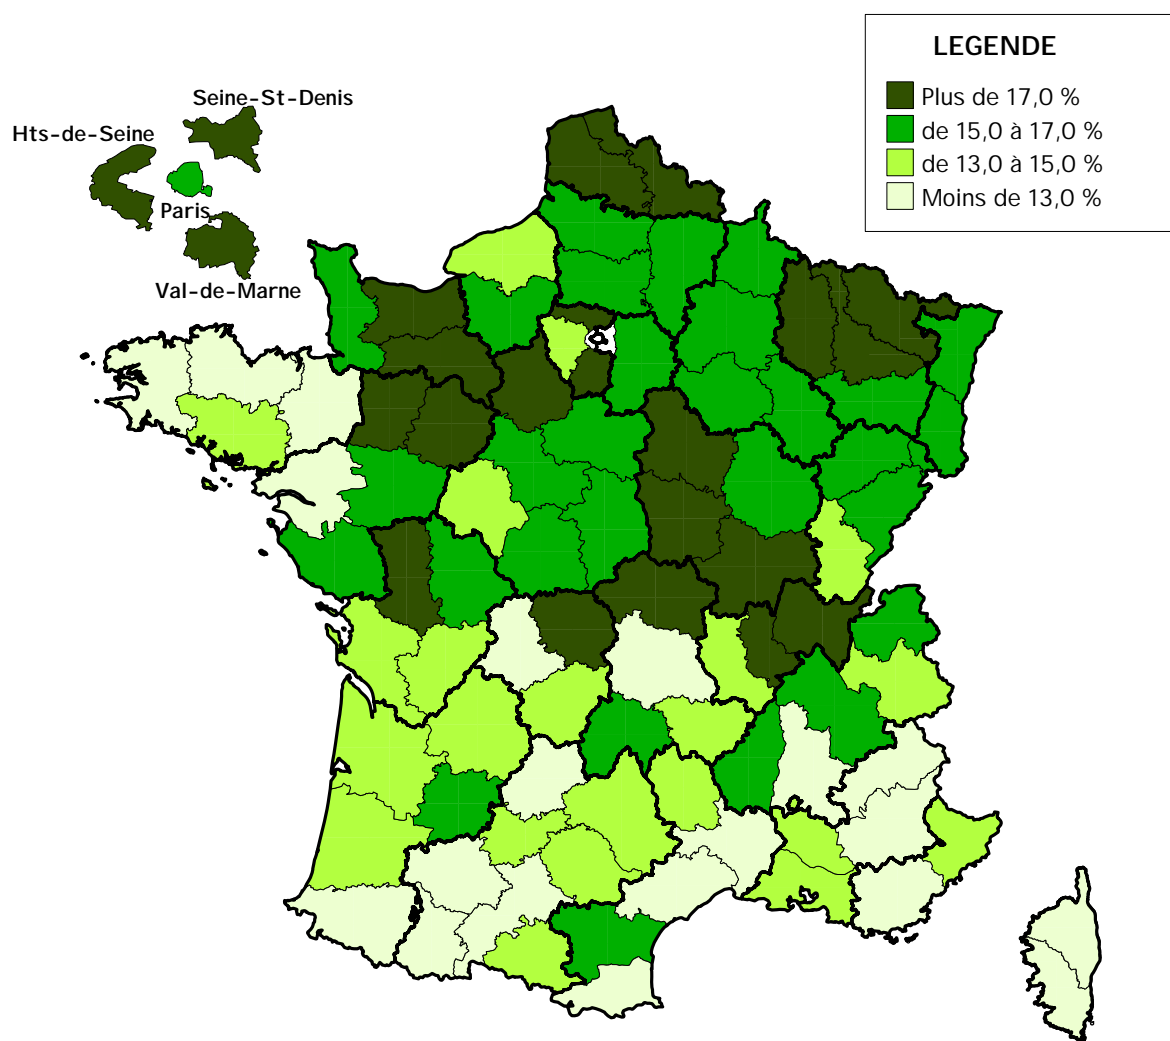 LEGENDE
Plus de 17,0 %
de 15,0 à 17,0 %
de 13,0 à 15,0 %
Moins de 13,0 %
Seine-St-Denis
Hts-de-Seine
Paris
Val-de-Marne